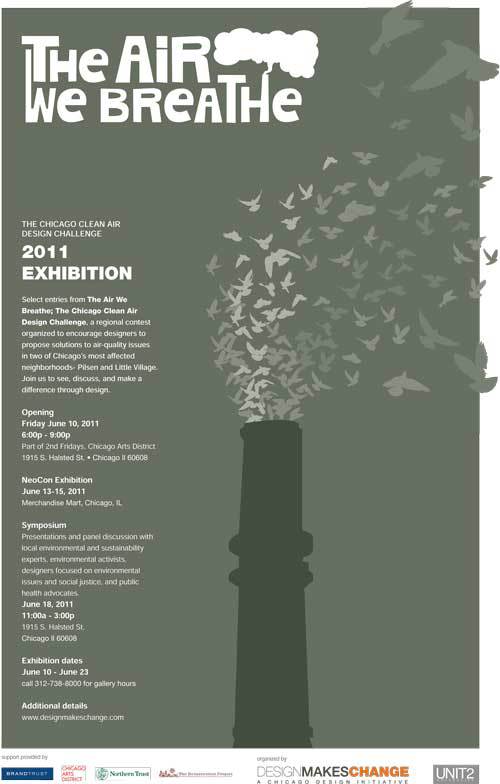 THE AIR
WE BREATHE
THE CHICAGO CLEAN AIR
DESIGN CHALLENGE
2011
EXHIBITION
Select entries from The Air We
Breathe; The Chicago Clean Air
Design Challenge, a regional contest
organized to encourage designers to
propose solutions to air-quality issues
in two of Chicago's most affected
neighborhoods- Pilsen and Little Village.
Join us to see, discuss, and make a
difference through design.
Opening
Friday June 10, 2011
6:00p - 9:00p
Part of 2nd Fridays, Chicago Arts District
1915 S. Halsted St. • Chicago Il 60608
NeoCon Exhibition
June 13-15, 2011
Merchandise Mart, Chicago, IL
Symposium
Presentations and panel discussion with
local environmental and sustainability
experts, environmental activists,
designers focused on environmental
issues and social justice, and public
health advocates.
June 18, 2011
11:00a - 3:00p
1915 S. Halsted St.
Chicago Il 60608
Exhibition dates
June 10 - June 23
call 312-738-8000 for gallery hours
Additional details
www.designmakeschange.com
support provided by
BRANDTRUST
CHICAGO
ARTS
DISTRICT
Northern Trust
The Resurrection Project
organized by
DESIGNMAKESCHANGE
A CHICAGO DESIGN INITIATIVE
UNIT2